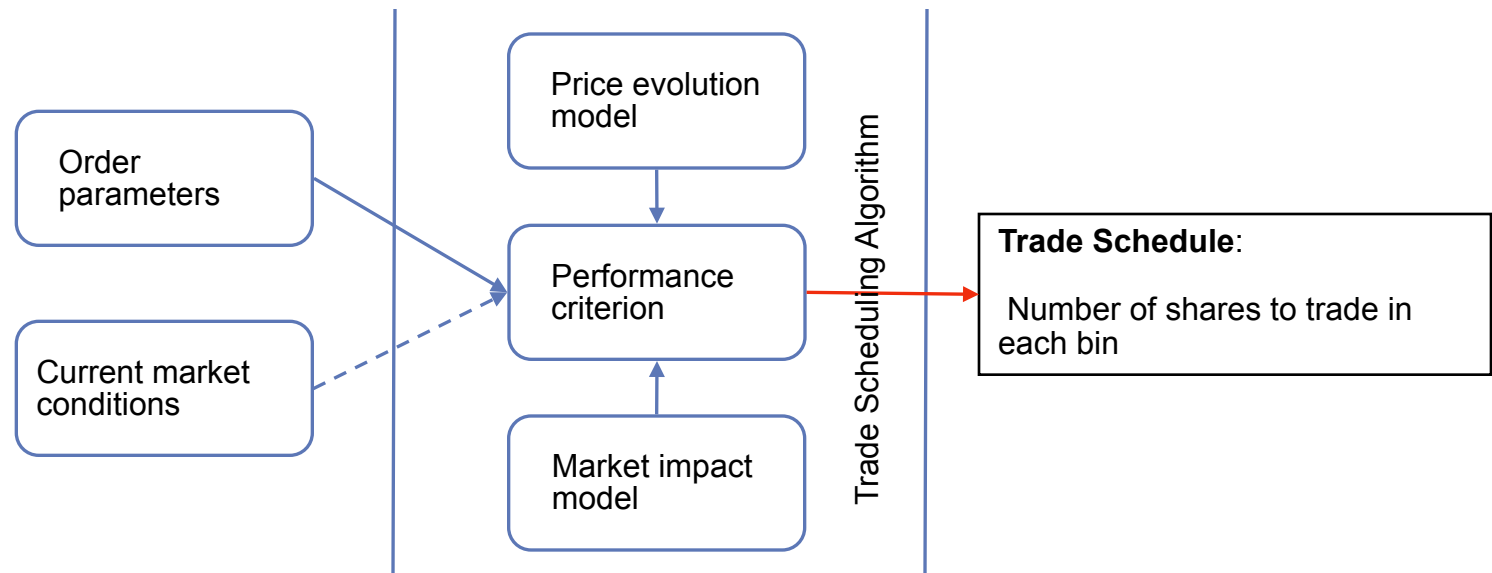 Order
parameters
Current market
conditions
Price evolution
model
Performance
criterion
Market impact
model
Trade Scheduling Algorithm
Trade Schedule:
Number of shares to trade in
each bin